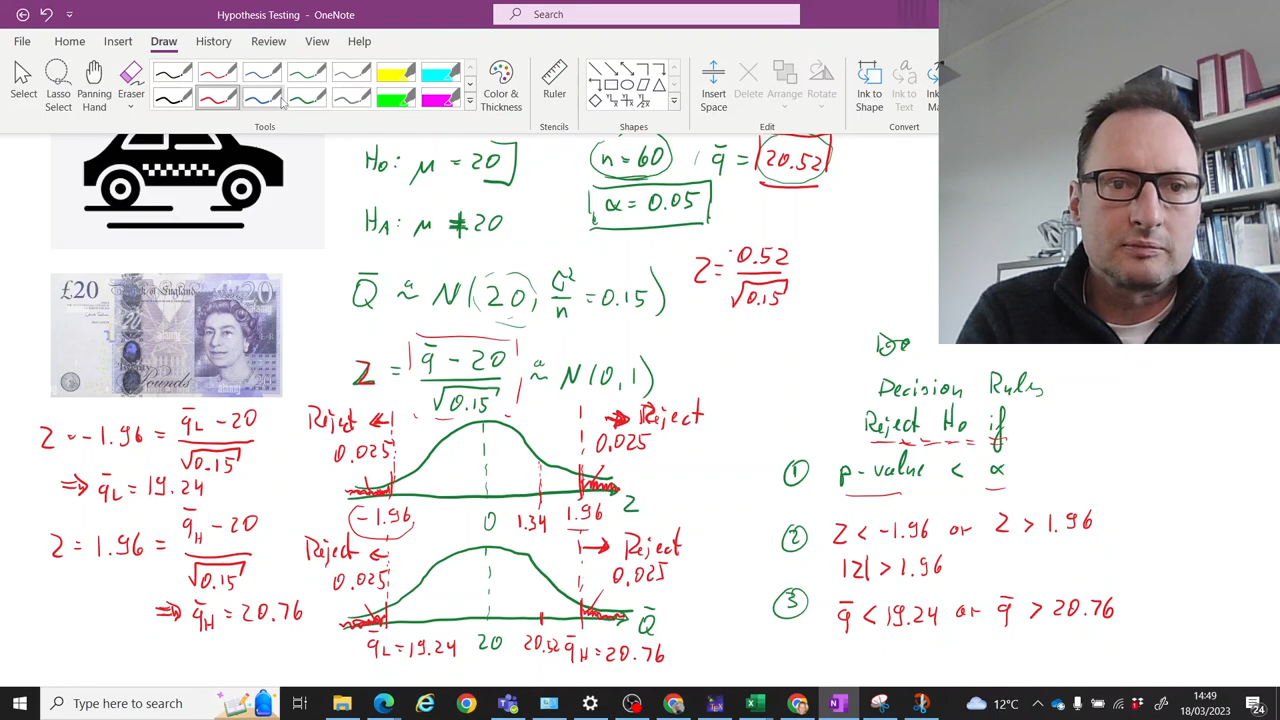 Hypothesis Testing - OneNote
Search
File Home Insert Draw History Review View Help
Select
Lasso Select
Panning Hand
Eraser
Color & Thickness
Ruler
Insert Space
Delete
Arrange
Rotate
Ink to Shape
Ink to Text
Tools
Stencils
Shapes
Edit
Convert
H0: μ = 20
n = 60, q̄ = 20.52
α = 0.05
HA: μ ≠ 20
Q̄ ~a N(20, σ²/n = 0.15)
Z = 0.52/√0.15
Z = (q̄ - 20)/√0.15 ~a N(0,1)
£20
Bank of England
20
Pounds
Z = -1.96 = (q̄L - 20)/√0.15
⇒ q̄L = 19.24
Z = 1.96 = (q̄H - 20)/√0.15
⇒ q̄H = 20.76
Reject ← → Reject
0.025 0.025
-1.96 0 1.34 1.96 Z
Reject ← → Reject
0.025 0.025
q̄L = 19.24 20 20.52 q̄H = 20.76 Q̄
Decision Rules
Reject H0 if
① p-value < α
② Z < -1.96 or Z > 1.96
|Z| > 1.96
③ q̄ < 19.24 or q̄ > 20.76
Type here to search
12°C
14:49
18/03/2023
24